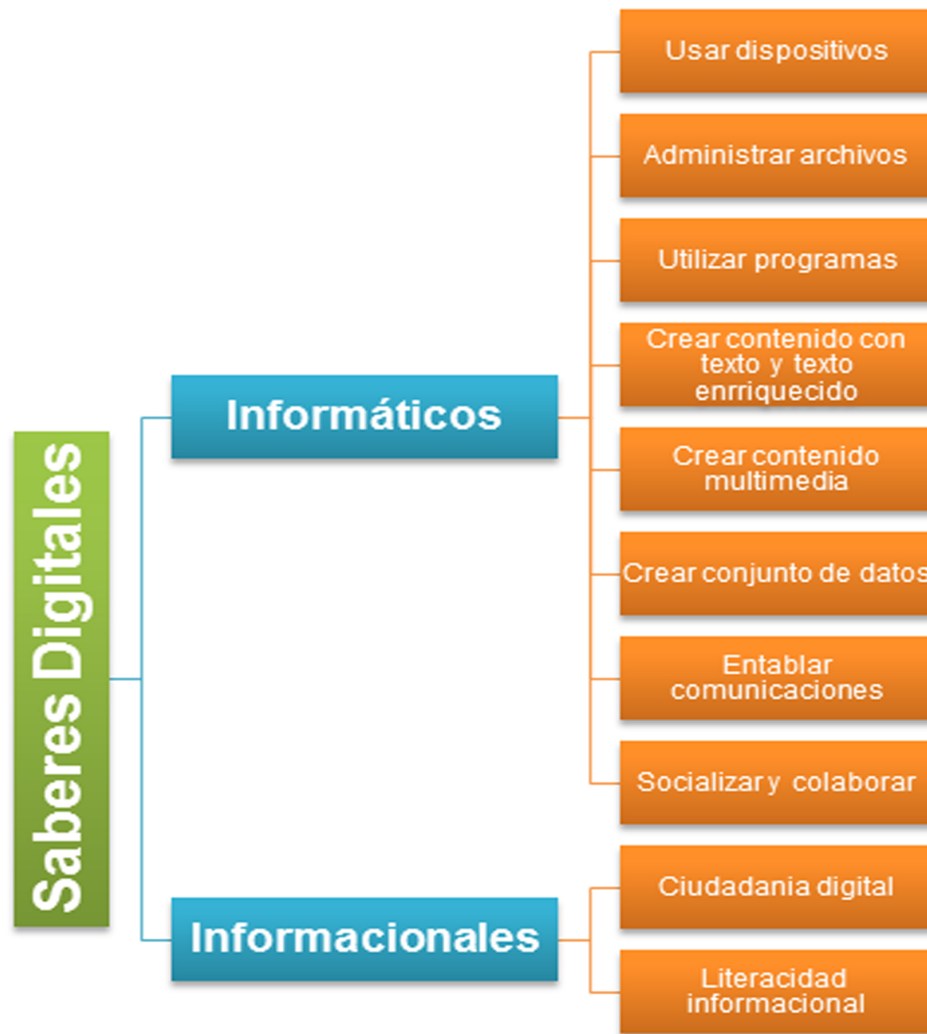 Saberes Digitales
Informáticos
Usar dispositivos
Administrar archivos
Utilizar programas
Crear contenido con
texto y texto
enrriquecido
Crear contenido
multimedia
Crear conjunto de datos
Entablar
comunicaciones
Socializar y colaborar
Informacionales
Ciudadania digital
Literacidad
informacional